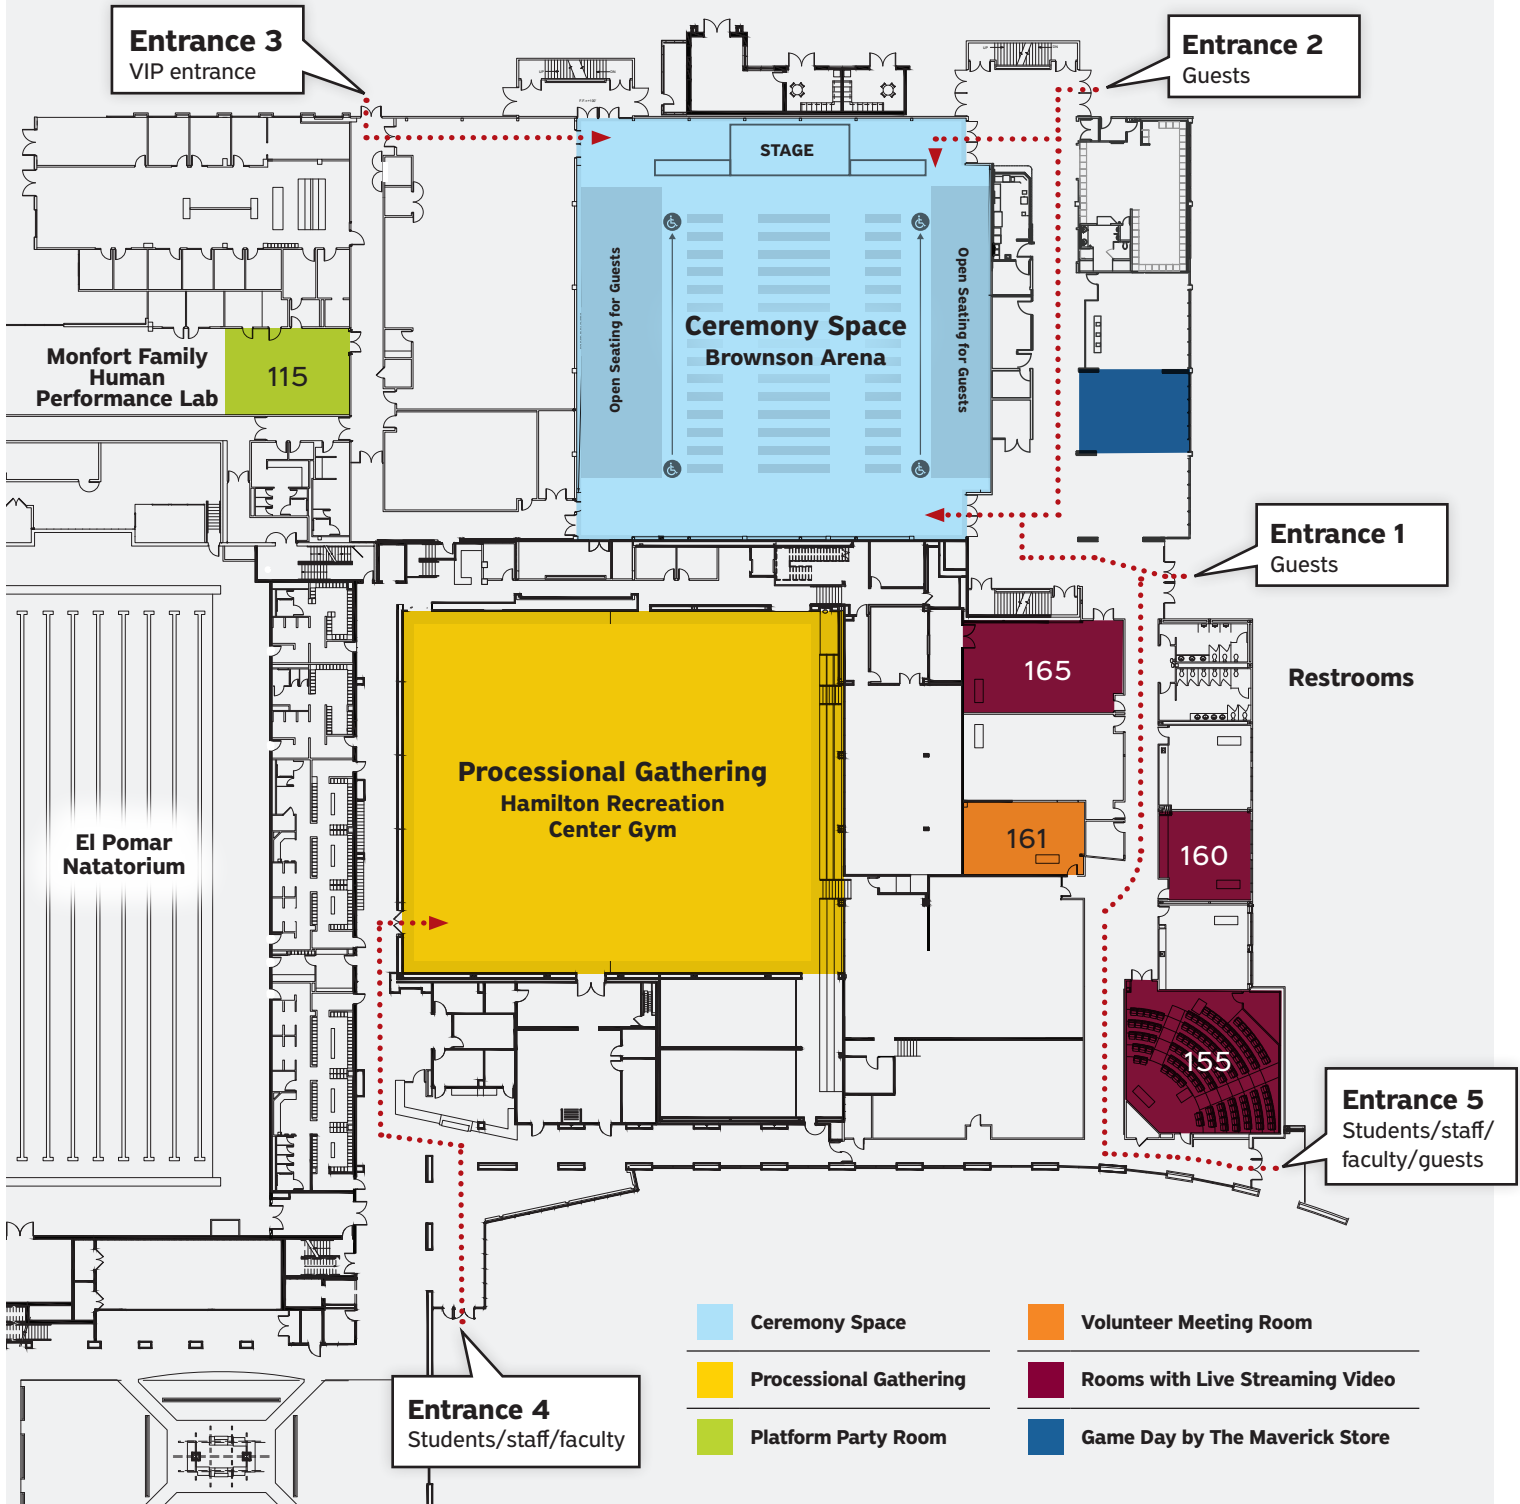 Entrance 3
VIP entrance
Entrance 2
Guests
STAGE
Open Seating for Guests
Open Seating for Guests
Ceremony Space
Brownson Arena
Monfort Family
Human
Performance Lab
115
Entrance 1
Guests
165
Restrooms
Processional Gathering
Hamilton Recreation
Center Gym
161
160
El Pomar
Natatorium
155
Entrance 5
Students/staff/
faculty/guests
Entrance 4
Students/staff/faculty
Ceremony Space
Processional Gathering
Platform Party Room
Volunteer Meeting Room
Rooms with Live Streaming Video
Game Day by The Maverick Store